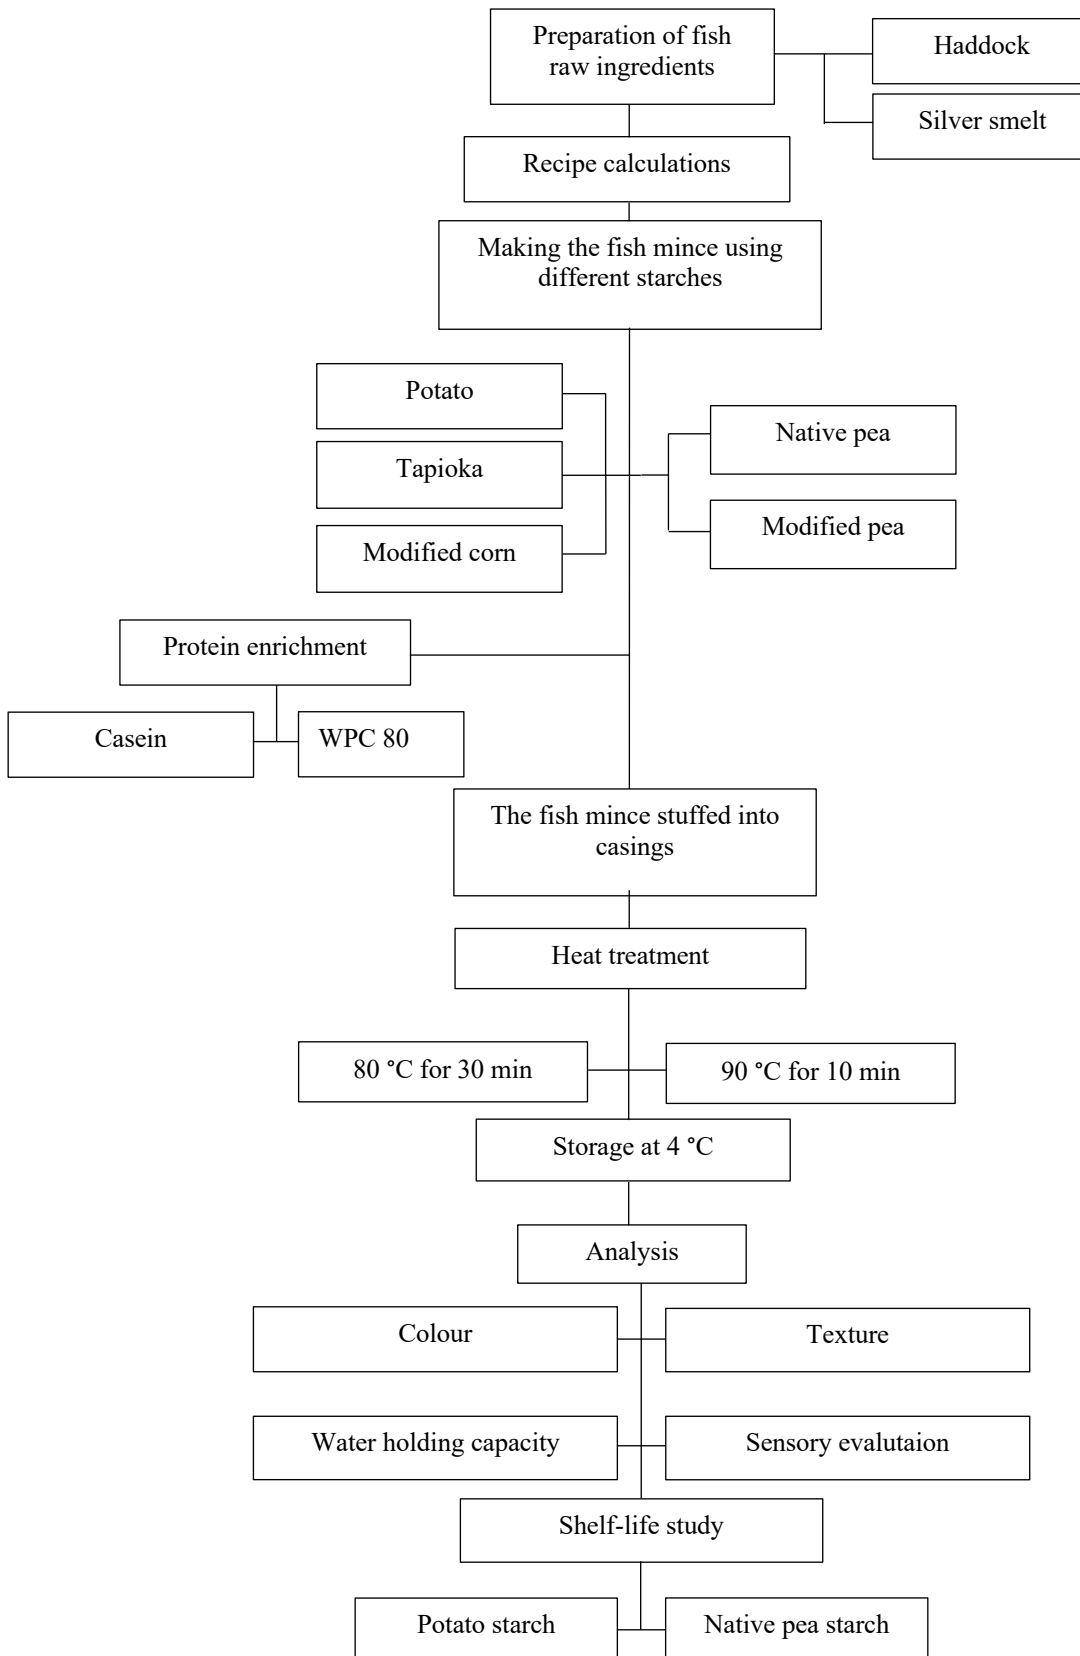 Preparation of fish
raw ingredients
Haddock
Silver smelt
Recipe calculations
Making the fish mince using
different starches
Potato
Native pea
Tapioka
Modified pea
Modified corn
Protein enrichment
Casein
WPC 80
The fish mince stuffed into
casings
Heat treatment
80 °C for 30 min
90 °C for 10 min
Storage at 4 °C
Analysis
Colour
Texture
Water holding capacity
Sensory evalutaion
Shelf-life study
Potato starch
Native pea starch